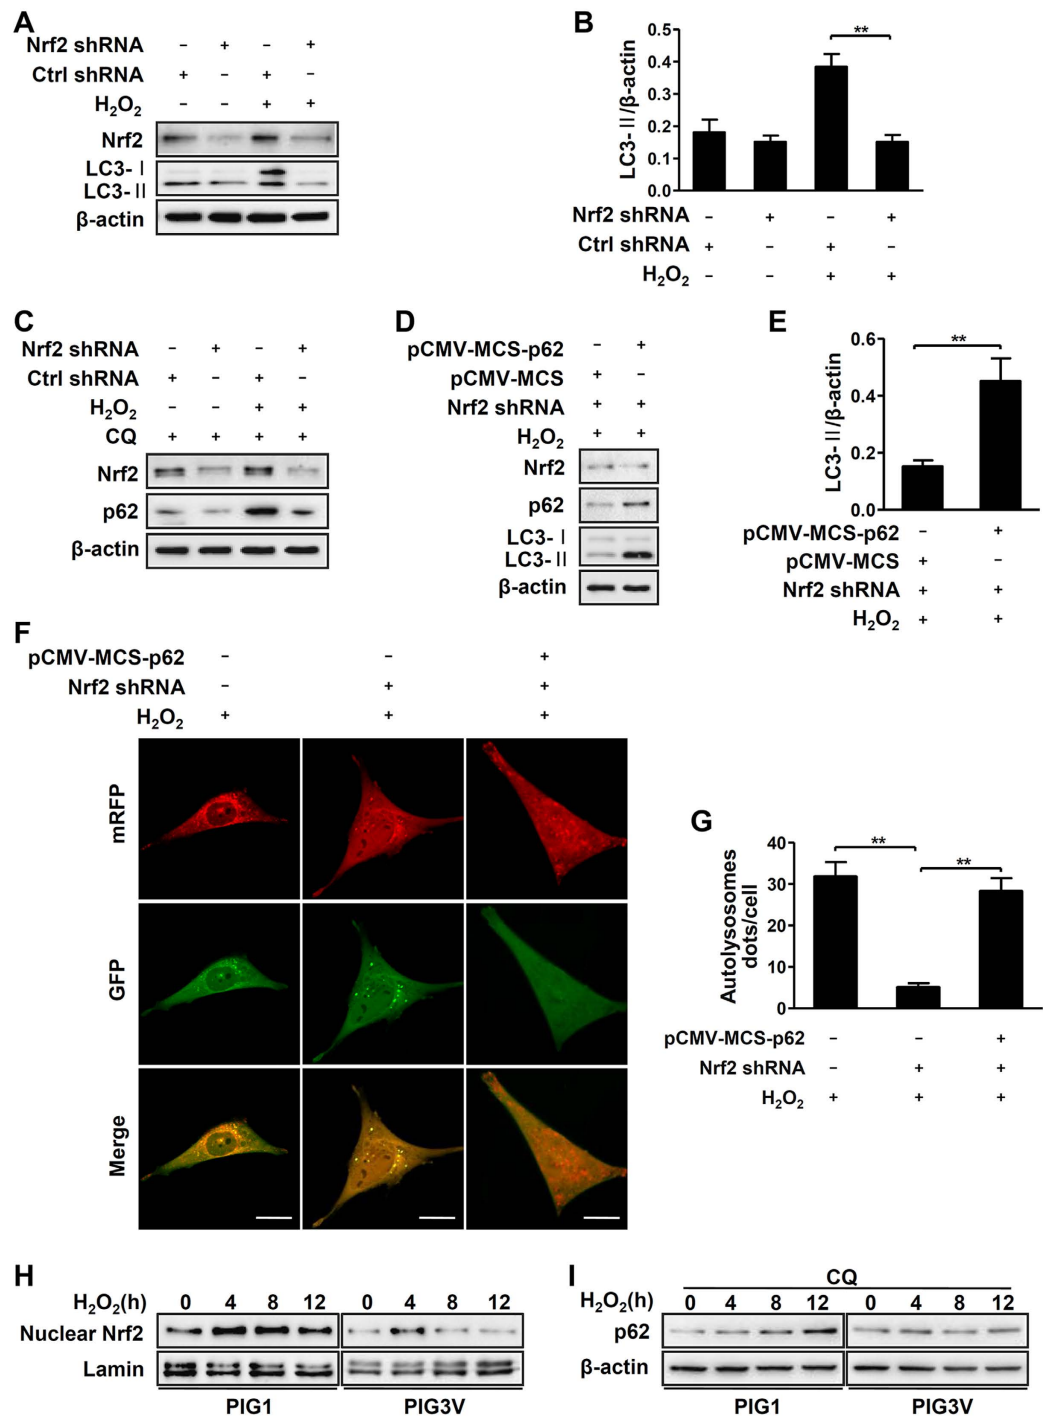 A
Nrf2 shRNA – + – +
Ctrl shRNA + – + –
H₂O₂ – – + +
Nrf2
LC3-Ⅰ
LC3-Ⅱ
β-actin
B
LC3-Ⅱ/β-actin
0.5
0.4
0.3
0.2
0.1
0.0
**
Nrf2 shRNA – + – +
Ctrl shRNA + – + –
H₂O₂ – – + +
C
Nrf2 shRNA – + – +
Ctrl shRNA + – + –
H₂O₂ – – + +
CQ + + + +
Nrf2
p62
β-actin
D
pCMV-MCS-p62 – +
pCMV-MCS + –
Nrf2 shRNA + +
H₂O₂ + +
Nrf2
p62
LC3-Ⅰ
LC3-Ⅱ
β-actin
E
LC3-Ⅱ/β-actin
0.6
0.4
0.2
0.0
**
pCMV-MCS-p62 – +
pCMV-MCS + –
Nrf2 shRNA + +
H₂O₂ + +
F
pCMV-MCS-p62 – – +
Nrf2 shRNA – + +
H₂O₂ + + +
mRFP
GFP
Merge
G
Autolysosomes
dots/cell
40
30
20
10
0
** **
pCMV-MCS-p62 – – +
Nrf2 shRNA – + +
H₂O₂ + + +
H
H₂O₂(h) 0 4 8 12 0 4 8 12
Nuclear Nrf2
Lamin
PIG1 PIG3V
I
CQ
H₂O₂(h) 0 4 8 12 0 4 8 12
p62
β-actin
PIG1 PIG3V